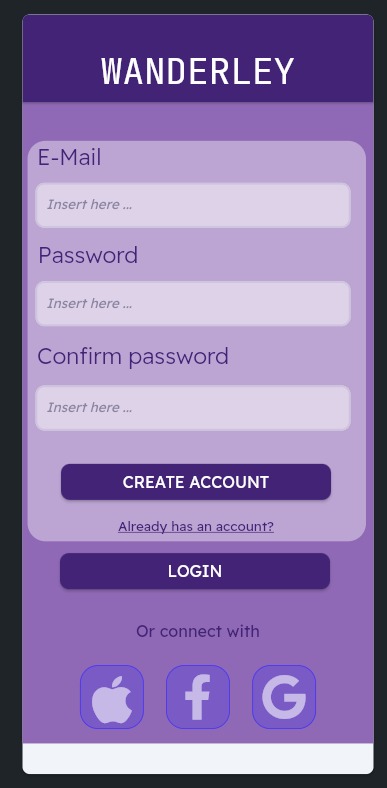 WANDERLEY
E-Mail
Insert here ...
Password
Insert here ...
Confirm password
Insert here ...
CREATE ACCOUNT
Already has an account?
LOGIN
Or connect with